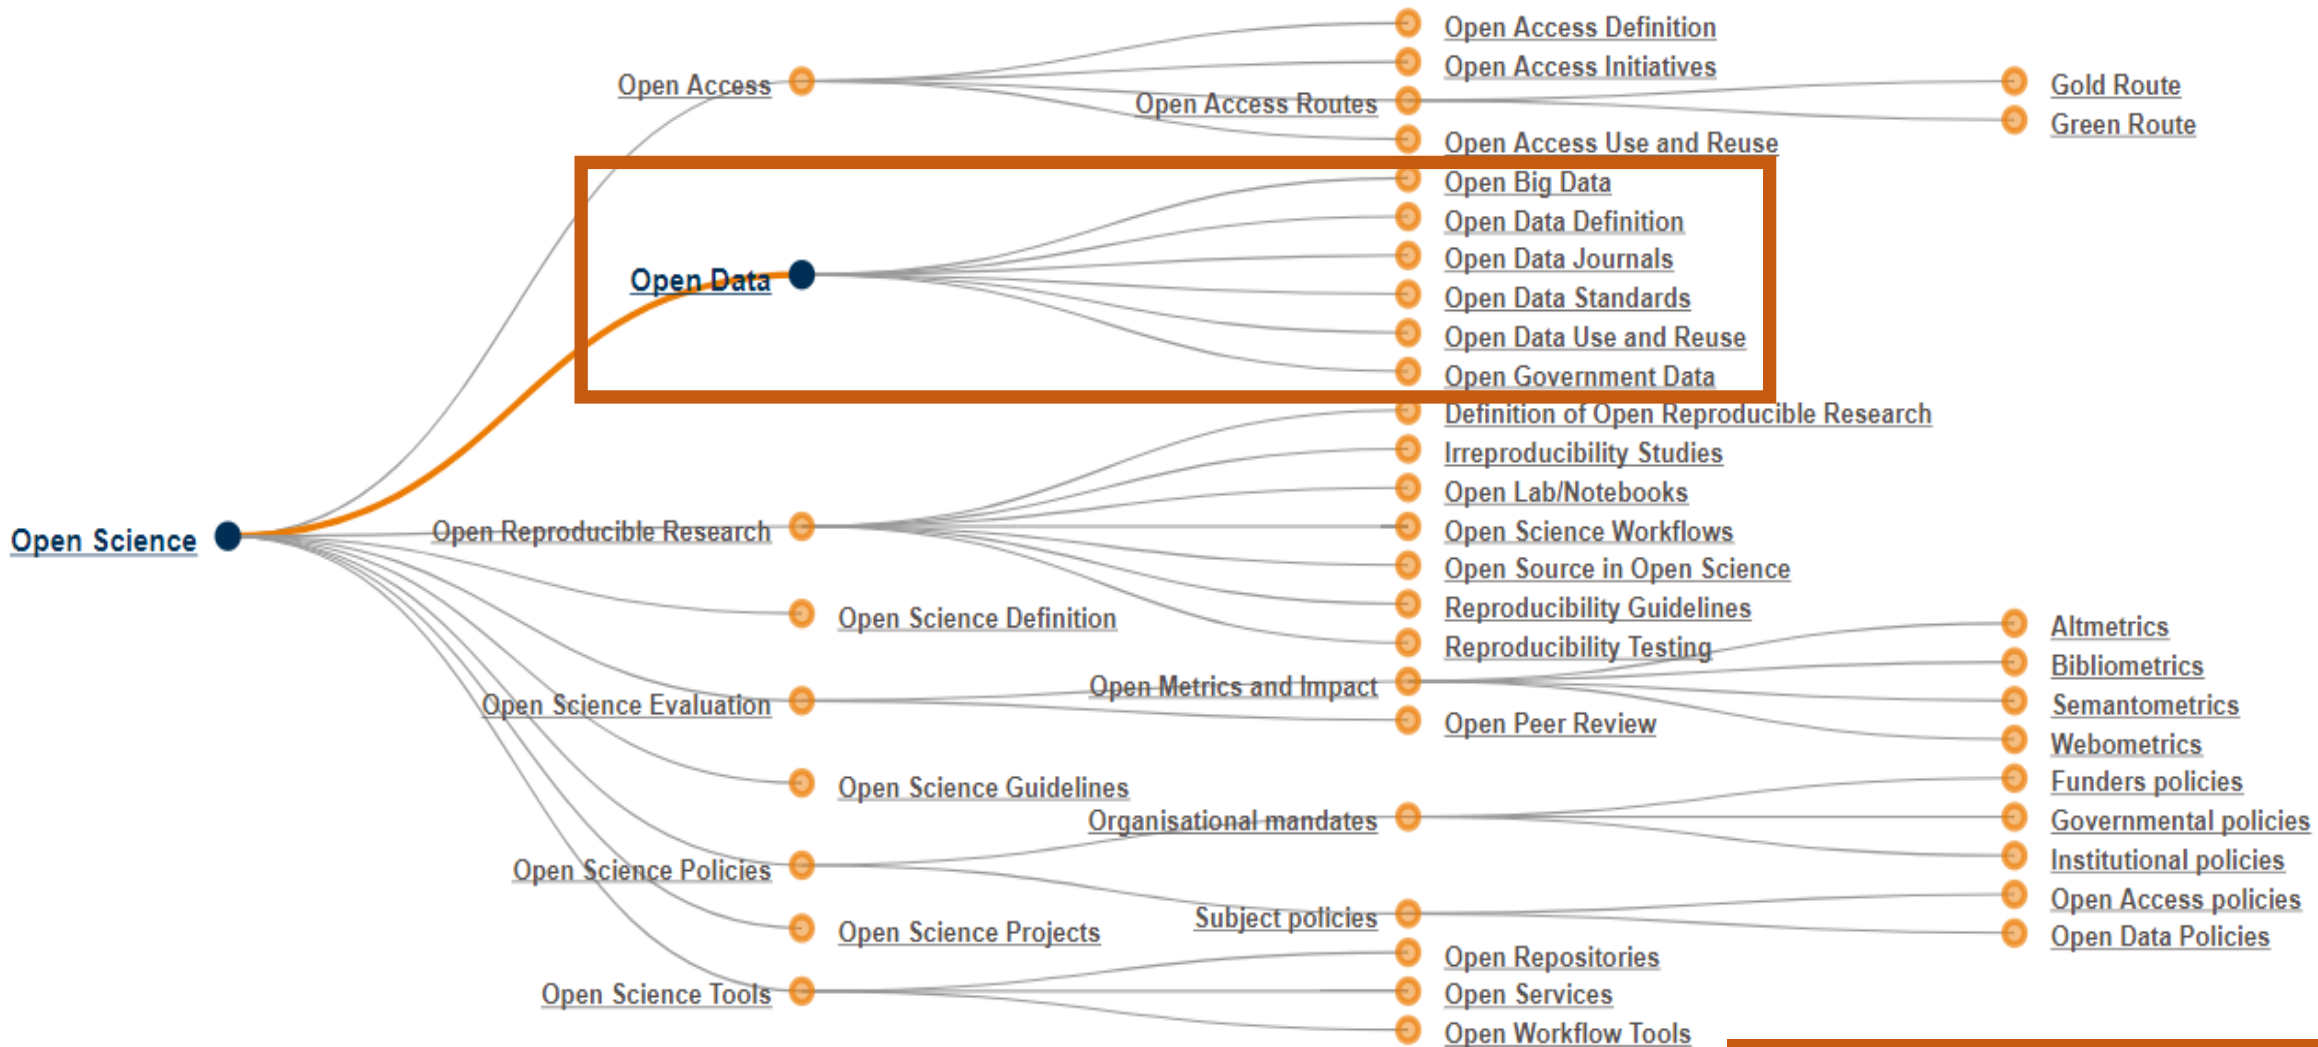 Open Science
Open Access
Open Access Definition
Open Access Initiatives
Open Access Routes
Gold Route
Green Route
Open Access Use and Reuse
Open Data
Open Big Data
Open Data Definition
Open Data Journals
Open Data Standards
Open Data Use and Reuse
Open Government Data
Open Reproducible Research
Definition of Open Reproducible Research
Irreproducibility Studies
Open Lab/Notebooks
Open Science Workflows
Open Source in Open Science
Reproducibility Guidelines
Reproducibility Testing
Open Science Definition
Open Science Evaluation
Open Metrics and Impact
Altmetrics
Bibliometrics
Semantometrics
Webometrics
Open Peer Review
Open Science Guidelines
Open Science Policies
Organisational mandates
Funders policies
Governmental policies
Institutional policies
Subject policies
Open Access policies
Open Data Policies
Open Science Projects
Open Science Tools
Open Repositories
Open Services
Open Workflow Tools